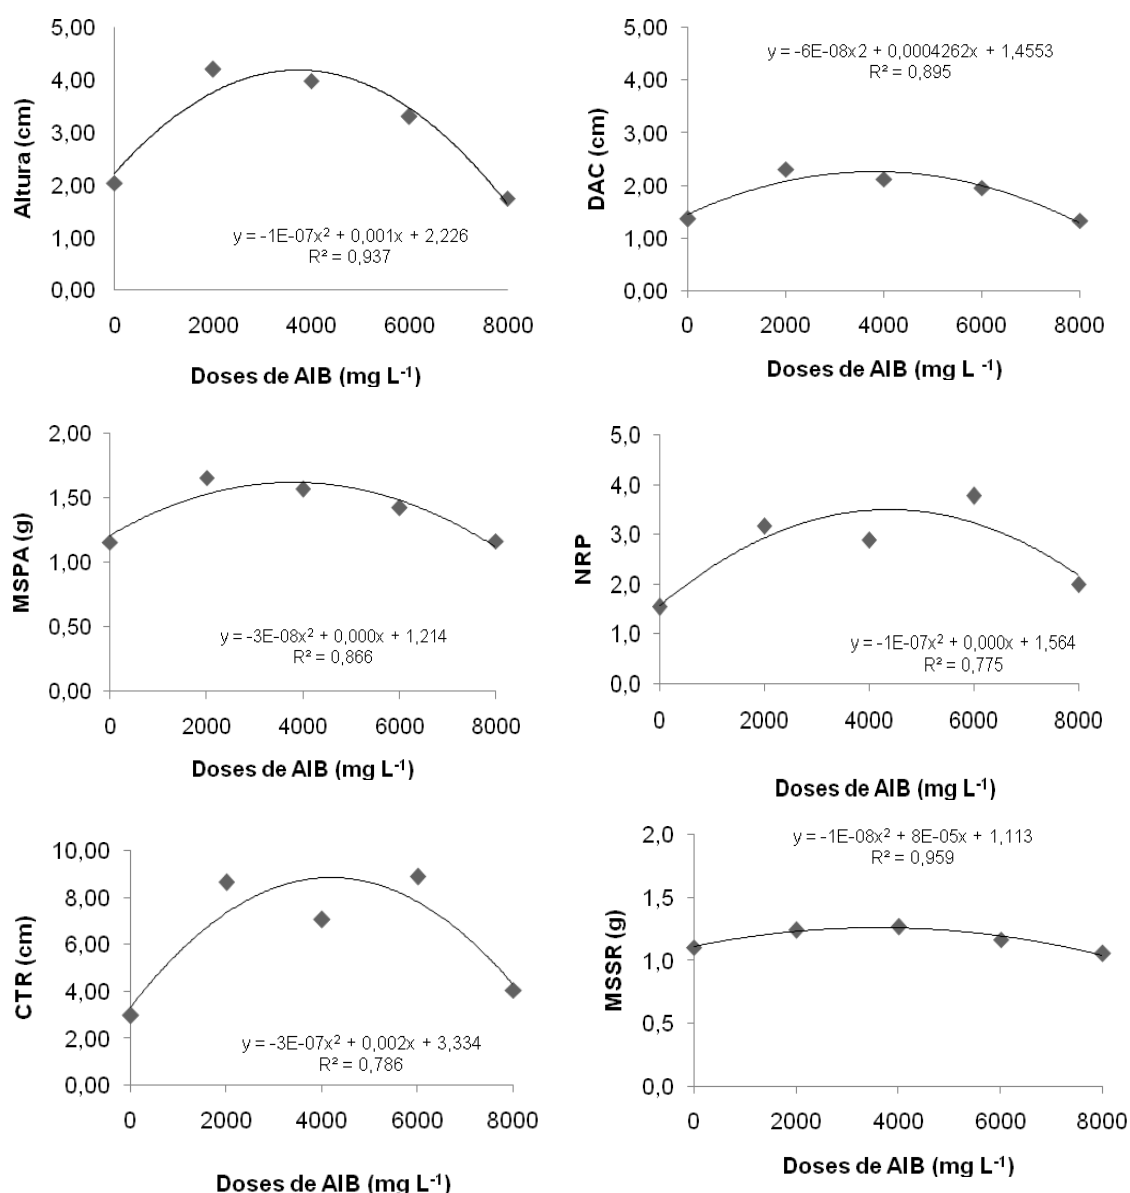 5,00
4,00
3,00
2,00
1,00
0,00
Altura (cm)
y = -1E-07x² + 0,001x + 2,226
R² = 0,937
0 2000 4000 6000 8000
Doses de AIB (mg L⁻¹)
5,00
4,00
3,00
2,00
1,00
0,00
DAC (cm)
y = -6E-08x2 + 0,0004262x + 1,4553
R² = 0,895
0 2000 4000 6000 8000
Doses de AIB (mg L ⁻¹)
2,00
1,50
1,00
0,50
0,00
MSPA (g)
y = -3E-08x² + 0,000x + 1,214
R² = 0,866
0 2000 4000 6000 8000
Doses de AIB (mg L⁻¹)
5,0
4,0
3,0
2,0
1,0
0,0
NRP
y = -1E-07x² + 0,000x + 1,564
R² = 0,775
0 2000 4000 6000 8000
Doses de AIB (mg L⁻¹)
10,00
8,00
6,00
4,00
2,00
0,00
CTR (cm)
y = -3E-07x² + 0,002x + 3,334
R² = 0,786
0 2000 4000 6000 8000
Doses de AIB (mg L⁻¹)
2,0
1,5
1,0
0,5
0,0
MSSR (g)
y = -1E-08x² + 8E-05x + 1,113
R² = 0,959
0 2000 4000 6000 8000
Doses de AIB (mg L⁻¹)